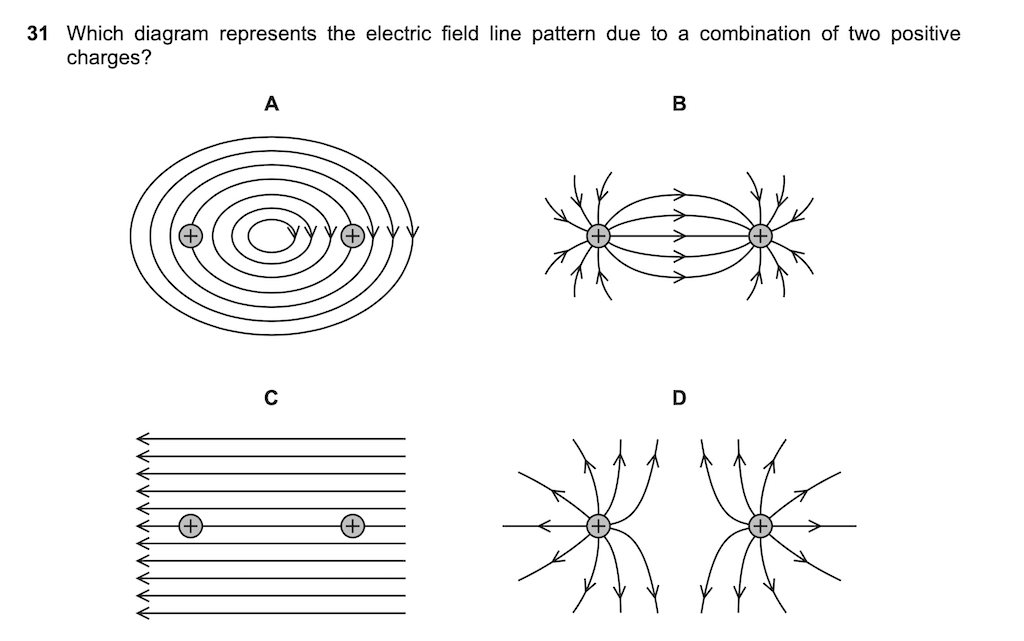 31 Which diagram represents the electric field line pattern due to a combination of two positive
charges?
A
B
+ +
+ +
C
D
+ +
+ +